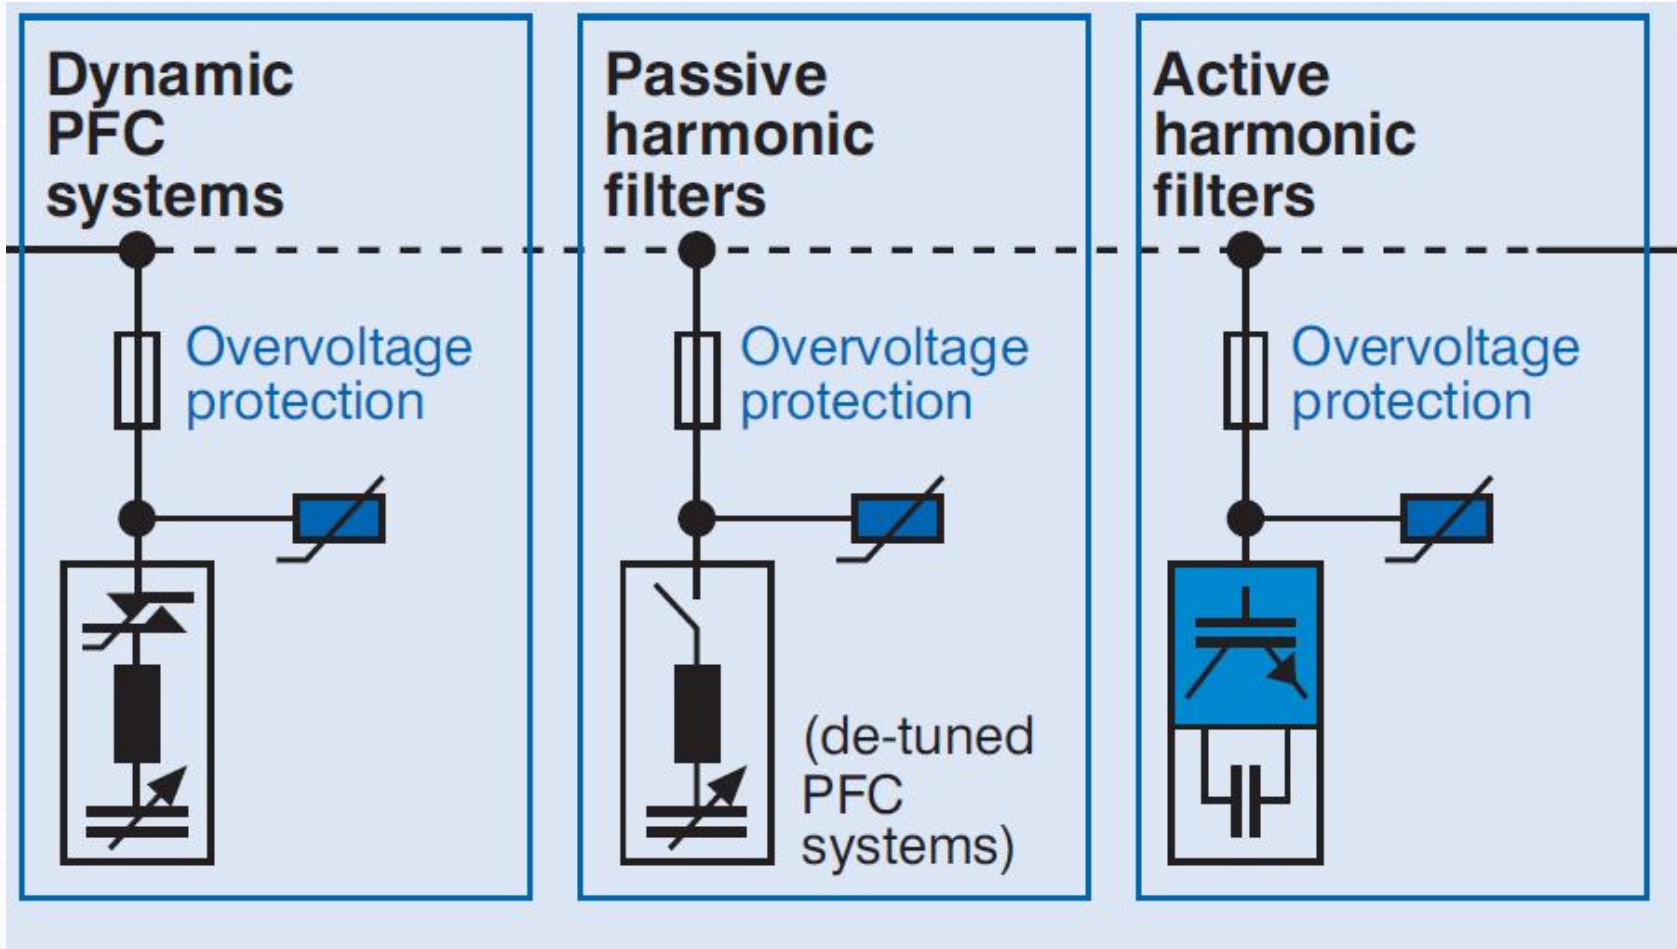 Dynamic
PFC
systems
Overvoltage
protection
Passive
harmonic
filters
Overvoltage
protection
(de-tuned
PFC
systems)
Active
harmonic
filters
Overvoltage
protection